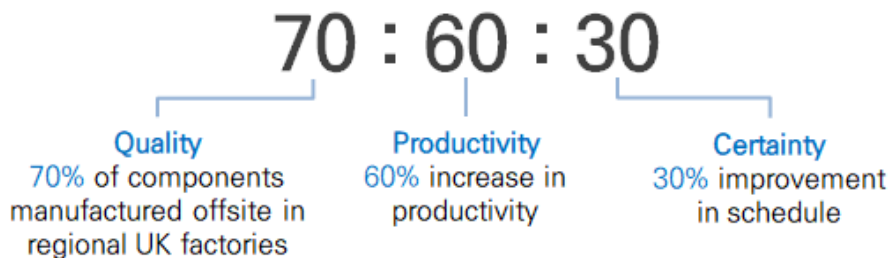 70 : 60 : 30
Quality
70% of components
manufactured offsite in
regional UK factories
Productivity
60% increase in
productivity
Certainty
30% improvement
in schedule